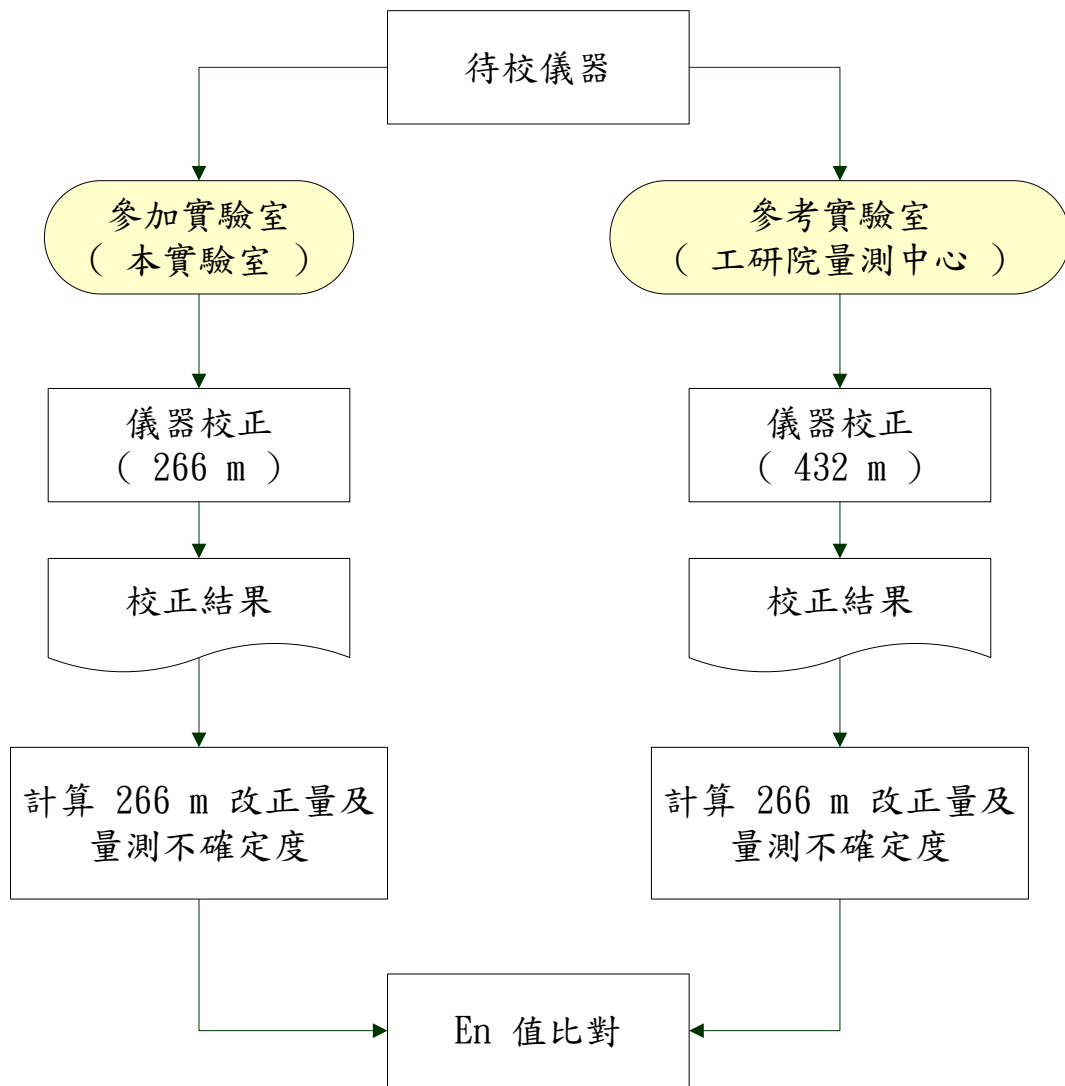 待校儀器
參加實驗室
( 本實驗室 )
儀器校正
( 266 m )
校正結果
計算 266 m 改正量及
量測不確定度
參考實驗室
( 工研院量測中心 )
儀器校正
( 432 m )
校正結果
計算 266 m 改正量及
量測不確定度
En 值比對